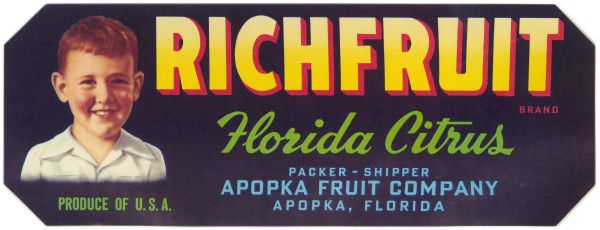 RICHFRUIT
BRAND
Florida Citrus
PACKER - SHIPPER
APOPKA FRUIT COMPANY
APOPKA, FLORIDA
PRODUCE OF U. S. A.